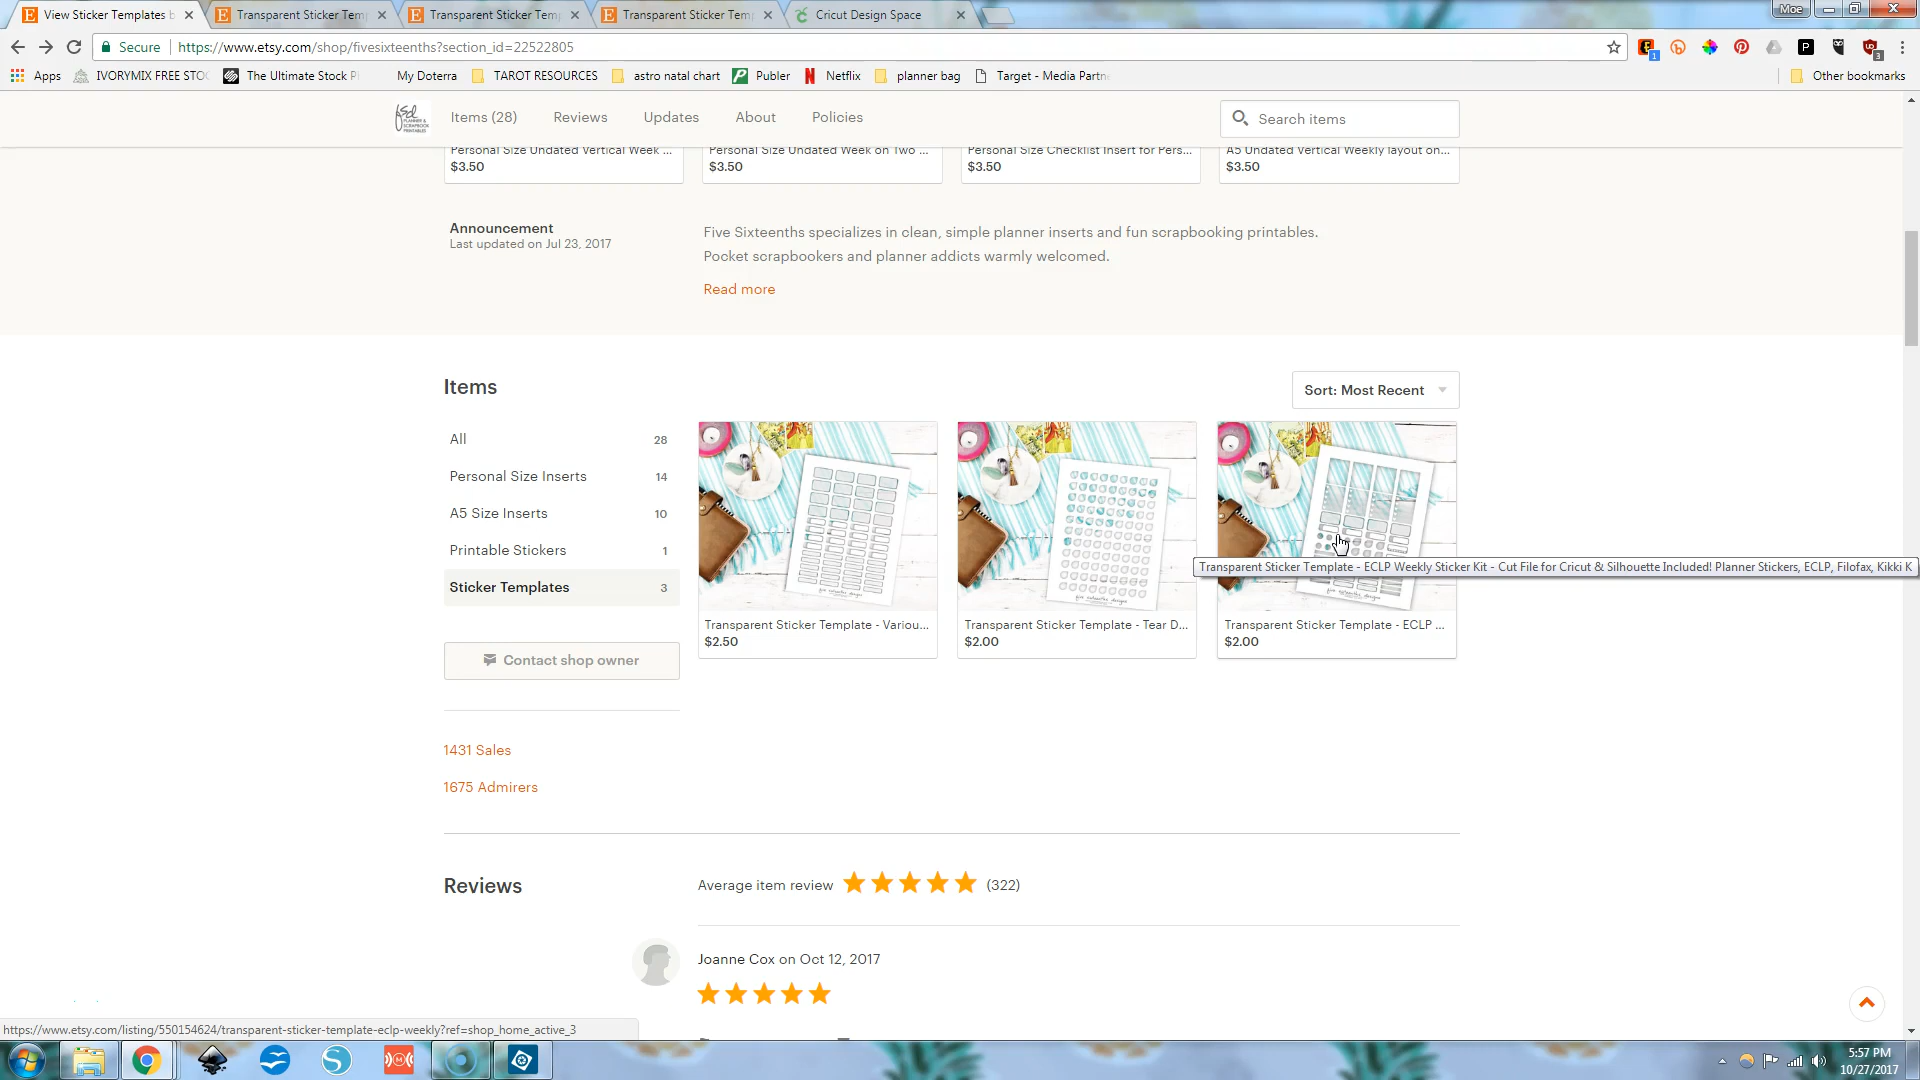 View Sticker Templates b
Transparent Sticker Tem
Transparent Sticker Tem
Transparent Sticker Tem
Cricut Design Space
Moe
Secure
https://www.etsy.com/shop/fivesixteenths?section_id=22522805
Apps
IVORYMIX FREE STO
The Ultimate Stock P
My Doterra
TAROT RESOURCES
astro natal chart
Publer
Netflix
planner bag
Target - Media Partn
Other bookmarks
Items (28)
Reviews
Updates
About
Policies
Search items
Personal Size Undated Vertical Week ...
Personal Size Undated Week on Two ...
Personal Size Checklist Insert for Pers...
A5 Undated Vertical Weekly layout on...
$3.50
$3.50
$3.50
$3.50
Announcement
Last updated on Jul 23, 2017
Five Sixteenths specializes in clean, simple planner inserts and fun scrapbooking printables.
Pocket scrapbookers and planner addicts warmly welcomed.
Read more
Items
Sort: Most Recent
All 28
Personal Size Inserts 14
A5 Size Inserts 10
Printable Stickers 1
Sticker Templates 3
Contact shop owner
Transparent Sticker Template - ECLP Weekly Sticker Kit - Cut File for Cricut & Silhouette Included! Planner Stickers, ECLP, Filofax, Kikki K
Transparent Sticker Template - Variou...
$2.50
Transparent Sticker Template - Tear D...
$2.00
Transparent Sticker Template - ECLP ...
$2.00
1431 Sales
1675 Admirers
Reviews
Average item review
(322)
Joanne Cox on Oct 12, 2017
https://www.etsy.com/listing/550154624/transparent-sticker-template-eclp-weekly?ref=shop_home_active_3
5:57 PM
10/27/2017